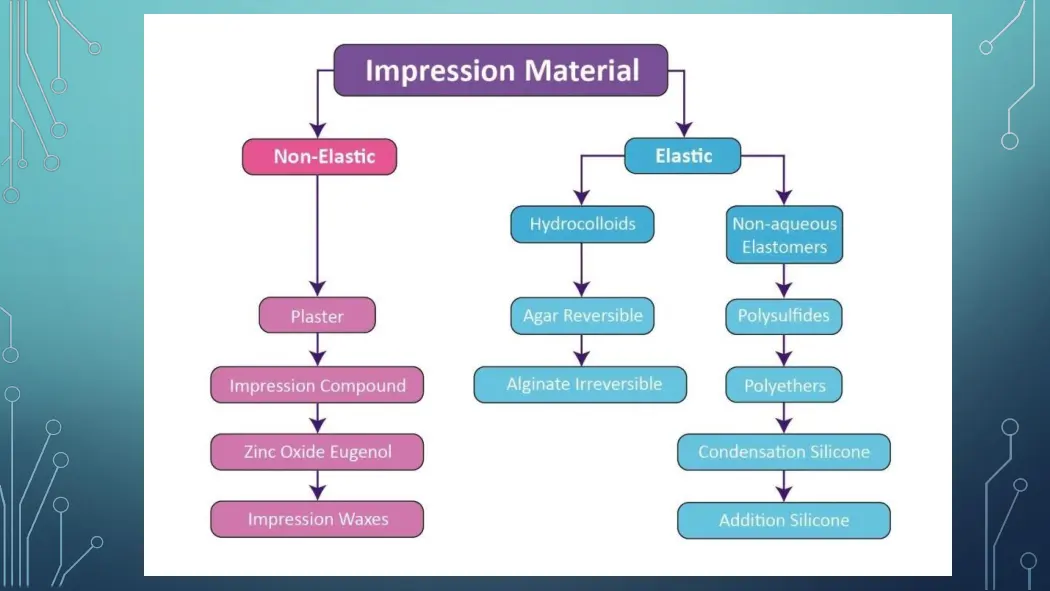 Impression Material
Non-Elastic
Elastic
Hydrocolloids
Non-aqueous
Elastomers
Plaster
Agar Reversible
Polysulfides
Impression Compound
Alginate Irreversible
Polyethers
Zinc Oxide Eugenol
Condensation Silicone
Impression Waxes
Addition Silicone